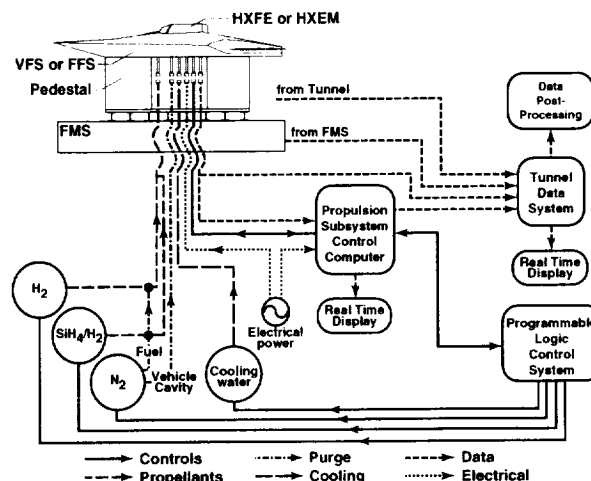 HXFE or HXEM
VFS or FFS
Pedestal
from Tunnel
Data
Post-
Processing
FMS
from FMS
Tunnel
Data
System
Propulsion
Subsystem
Control
Computer
Real Time
Display
H2
SiH4/H2
Fuel
N2
Vehicle
Cavity
Cooling
water
Electrical
power
Real Time
Display
Programmable
Logic
Control
System
Controls
Purge
Data
Propellants
Cooling
Electrical